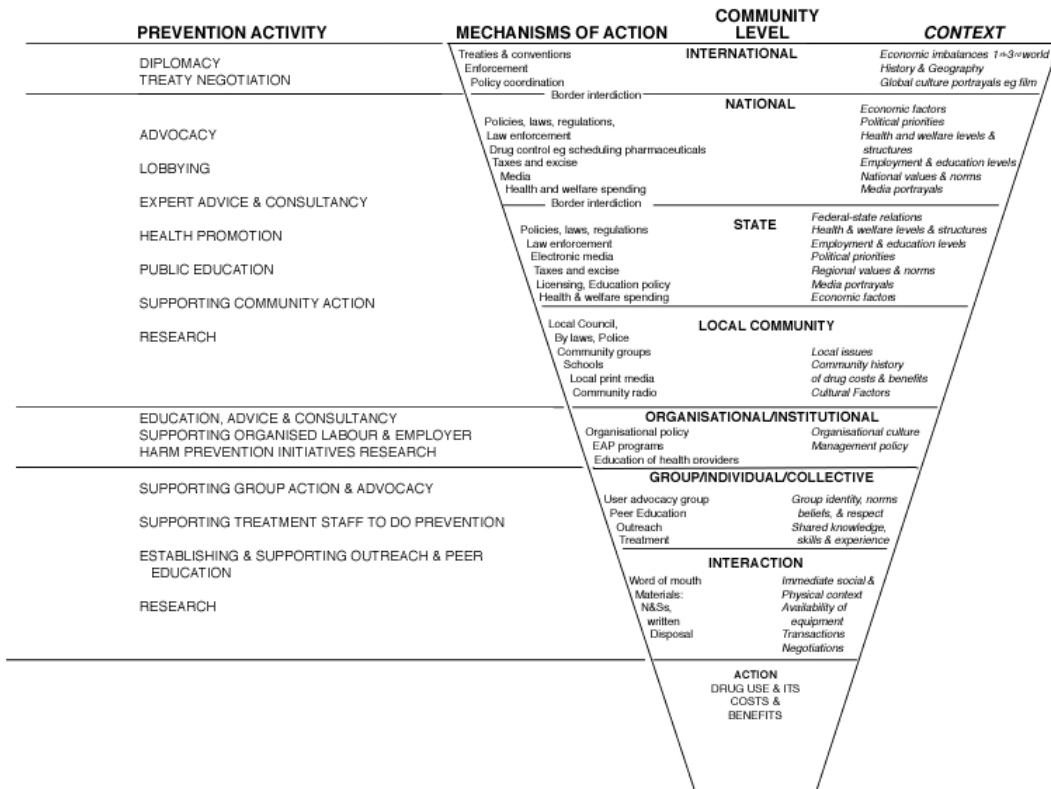 PREVENTION ACTIVITY
MECHANISMS OF ACTION
COMMUNITY
LEVEL
CONTEXT
DIPLOMACY
TREATY NEGOTIATION
Treaties & conventions
Enforcement
Policy coordination
INTERNATIONAL
Economic imbalances 1st-3rd world
History & Geography
Global culture portrayals eg film
Border interdiction
ADVOCACY
LOBBYING
EXPERT ADVICE & CONSULTANCY
HEALTH PROMOTION
PUBLIC EDUCATION
SUPPORTING COMMUNITY ACTION
RESEARCH
NATIONAL
Policies, laws, regulations,
Law enforcement
Drug control eg scheduling pharmaceuticals
Taxes and excise
Media
Health and welfare spending
Economic factors
Political priorities
Health and welfare levels &
structures
Employment & education levels
National values & norms
Media portrayals
Border interdiction
STATE
Policies, laws, regulations
Law enforcement
Electronic media
Taxes and excise
Licensing, Education policy
Health & welfare spending
Federal-state relations
Health & welfare levels & structures
Employment & education levels
Political priorities
Regional values & norms
Media portrayals
Economic factors
LOCAL COMMUNITY
Local Council,
By laws, Police
Community groups
Schools
Local print media
Community radio
Local issues
Community history
of drug costs & benefits
Cultural Factors
EDUCATION, ADVICE & CONSULTANCY
SUPPORTING ORGANISED LABOUR & EMPLOYER
HARM PREVENTION INITIATIVES RESEARCH
ORGANISATIONAL/INSTITUTIONAL
Organisational policy
EAP programs
Education of health providers
Organisational culture
Management policy
SUPPORTING GROUP ACTION & ADVOCACY
SUPPORTING TREATMENT STAFF TO DO PREVENTION
ESTABLISHING & SUPPORTING OUTREACH & PEER
EDUCATION
RESEARCH
GROUP/INDIVIDUAL/COLLECTIVE
User advocacy group
Peer Education
Outreach
Treatment
Group identity, norms
beliefs, & respect
Shared knowledge,
skills & experience
INTERACTION
Word of mouth
Materials:
N&Ss,
written
Disposal
Immediate social &
Physical context
Availability of
equipment
Transactions
Negotiations
ACTION
DRUG USE & ITS
COSTS &
BENEFITS